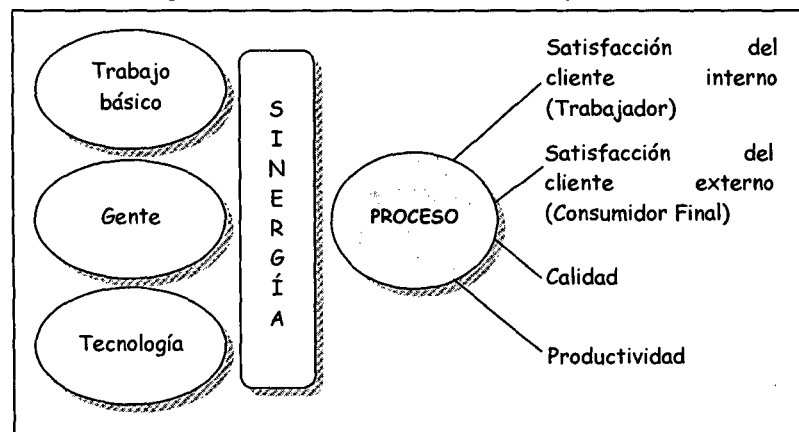 Trabajo
básico
Gente
Tecnología
S
I
N
E
R
G
Í
A
PROCESO
Satisfacción del
cliente interno
(Trabajador)
Satisfacción del
cliente externo
(Consumidor Final)
Calidad
Productividad